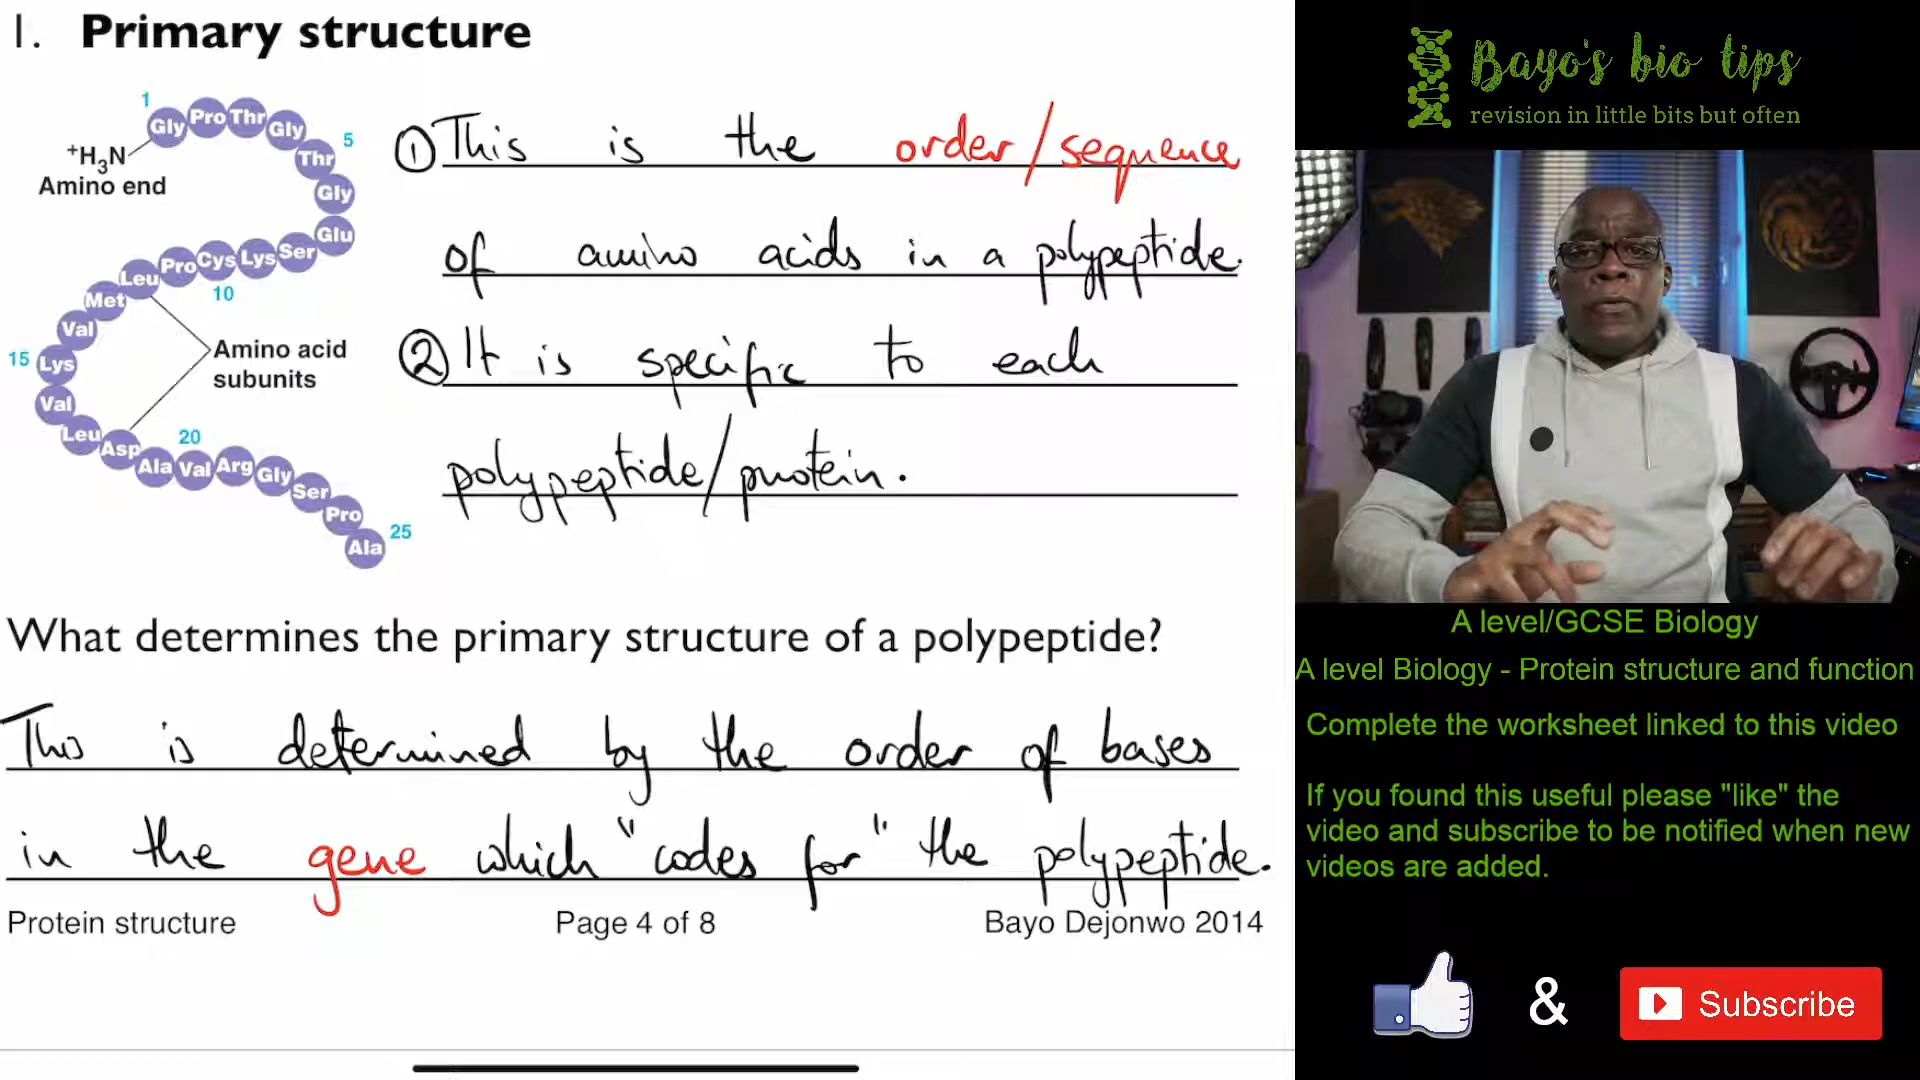 1. Primary structure
1
Gly Pro Thr Gly
5
Thr
+H3N
Amino end
Gly
Glu
Leu Pro Cys Lys Ser
10
Met
Val
15 Lys
Amino acid
subunits
Val
Leu Asp
20
Ala Val Arg Gly Ser
Pro
Ala 25
① This is the order/sequence
of amino acids in a polypeptide.
② It is specific to each
polypeptide/protein.
What determines the primary structure of a polypeptide?
This is determined by the order of bases
in the gene which "codes for" the polypeptide.
Protein structure Page 4 of 8 Bayo Dejonwo 2014
Bayo's bio tips
revision in little bits but often
A level/GCSE Biology
A level Biology - Protein structure and function
Complete the worksheet linked to this video
If you found this useful please "like" the
video and subscribe to be notified when new
videos are added.
& Subscribe